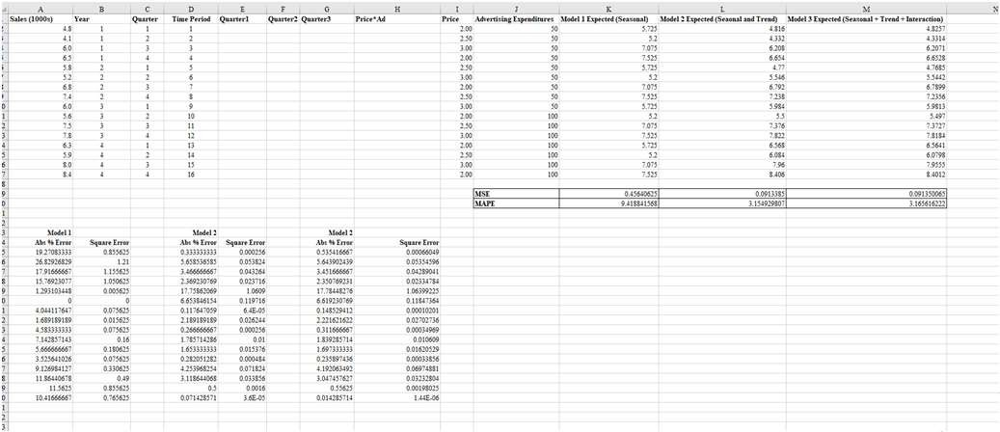 A B C D E F G H I J K L M N
Sales (1000s) Year Quarter Time Period Quarter1 Quarter2 Quarter3 Price*Ad Price Advertising Expenditures Model 1 Expected (Seasonal) Model 2 Expected (Seaonal and Trend) Model 3 Expected (Seasonal + Trend + Interaction)
4.8 1 1 1 2.00 50 5.725 4.816 4.8257
4.1 1 2 2 2.50 50 5.2 4.332 4.3314
6.0 1 3 3 3.00 50 7.075 6.208 6.2071
6.5 1 4 4 2.00 50 7.525 6.654 6.6528
5.8 2 1 5 2.50 50 5.725 4.77 4.7685
5.2 2 2 6 3.00 50 5.2 5.546 5.5442
6.8 2 3 7 2.00 50 7.075 6.792 6.7899
7.4 2 4 8 2.50 50 7.525 7.238 7.2356
6.0 3 1 9 3.00 50 5.725 5.984 5.9813
5.6 3 2 10 2.00 100 5.2 5.5 5.497
7.5 3 3 11 2.50 100 7.075 7.376 7.3727
7.8 3 4 12 3.00 100 7.525 7.822 7.8184
6.3 4 1 13 2.00 100 5.725 6.568 6.5641
5.9 4 2 14 2.50 100 5.2 6.084 6.0798
8.0 4 3 15 3.00 100 7.075 7.96 7.9555
8.4 4 4 16 2.00 100 7.525 8.406 8.4012
MSE 0.45640625 0.0913385 0.091350065
MAPE 9.418841568 3.154929807 3.165616222
Model 1 Model 2 Model 2
Abs % Error Square Error Abs % Error Square Error Abs % Error Square Error
19.27083333 0.855625 0.333333333 0.000256 0.535416667 0.00066049
26.82926829 1.21 5.658536585 0.053824 5.643902439 0.05354596
17.91666667 1.155625 3.466666667 0.043264 3.451666667 0.04289041
15.76923077 1.050625 2.369230769 0.023716 2.350769231 0.02334784
1.293103448 0.005625 17.75862069 1.0609 17.78448276 1.06399225
0 0 6.653846154 0.119716 6.619230769 0.11847364
4.044117647 0.075625 0.117647059 6.4E-05 0.148529412 0.00010201
1.689189189 0.015625 2.189189189 0.026244 2.221621622 0.02702736
4.583333333 0.075625 0.266666667 0.000256 0.311666667 0.00034969
7.142857143 0.16 1.785714286 0.01 1.839285714 0.010609
5.666666667 0.180625 1.653333333 0.015376 1.697333333 0.01620529
3.525641026 0.075625 0.282051282 0.000484 0.235897436 0.00033856
9.126984127 0.330625 4.253968254 0.071824 4.192063492 0.06974881
11.86440678 0.49 3.118644068 0.033856 3.047457627 0.03232804
11.5625 0.855625 0.5 0.0016 0.55625 0.00198025
10.41666667 0.765625 0.071428571 3.6E-05 0.014285714 1.44E-06